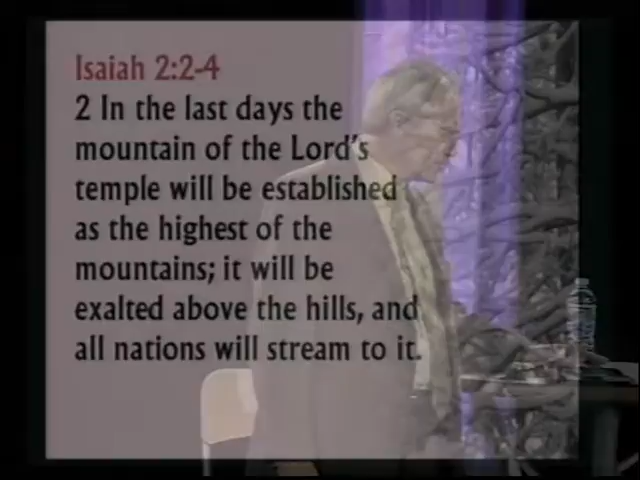 Isaiah 2:2-4
2 In the last days the
mountain of the Lord's
temple will be established
as the highest of the
mountains; it will be
exalted above the hills, and
all nations will stream to it.